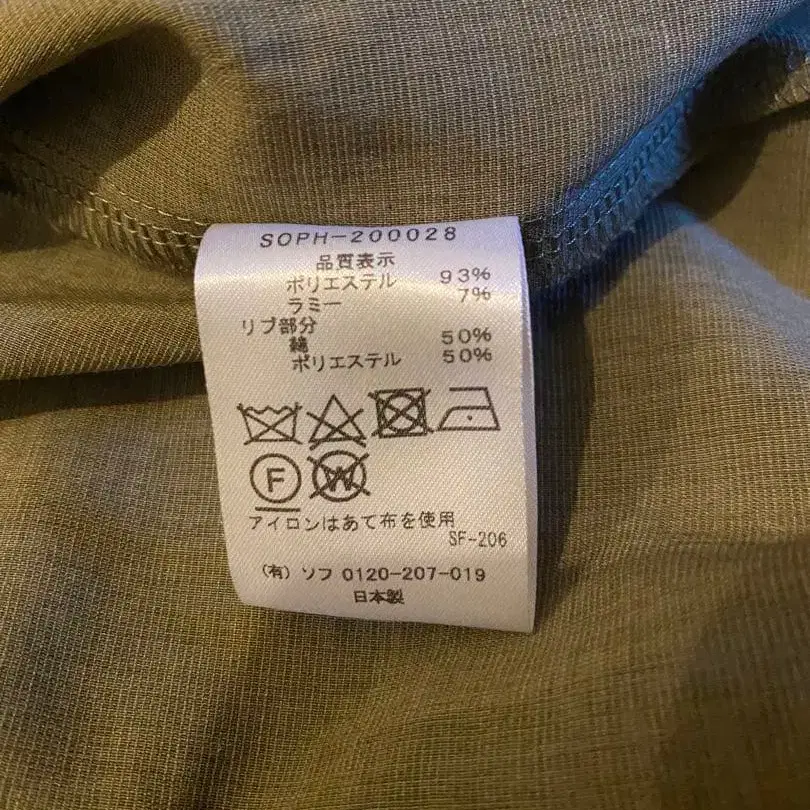 SOPH-200028
品質表示
ポリエステル 93%
ラミー 7%
リブ部分
綿 50%
ポリエステル 50%
F W
アイロンはあて布を使用
SF-206
(有) ソフ 0120-207-019
日本製